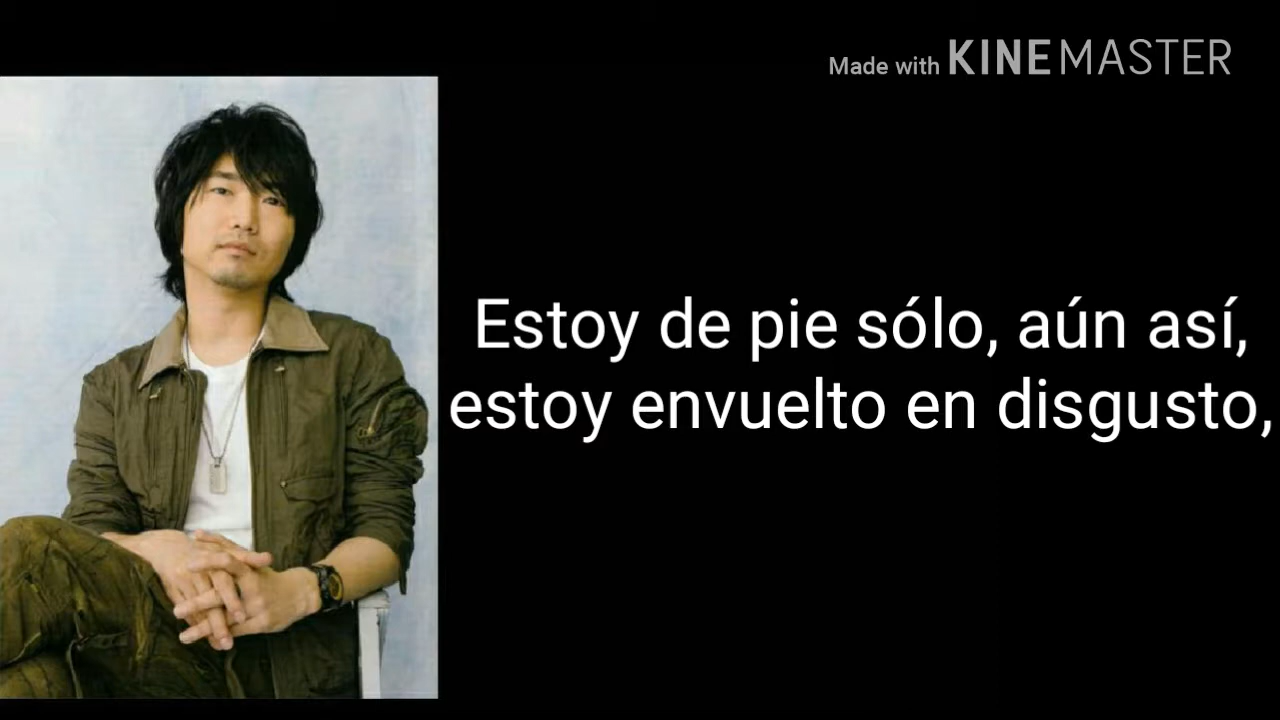 Made with KINEMASTER
Estoy de pie sólo, aún así,
estoy envuelto en disgusto,